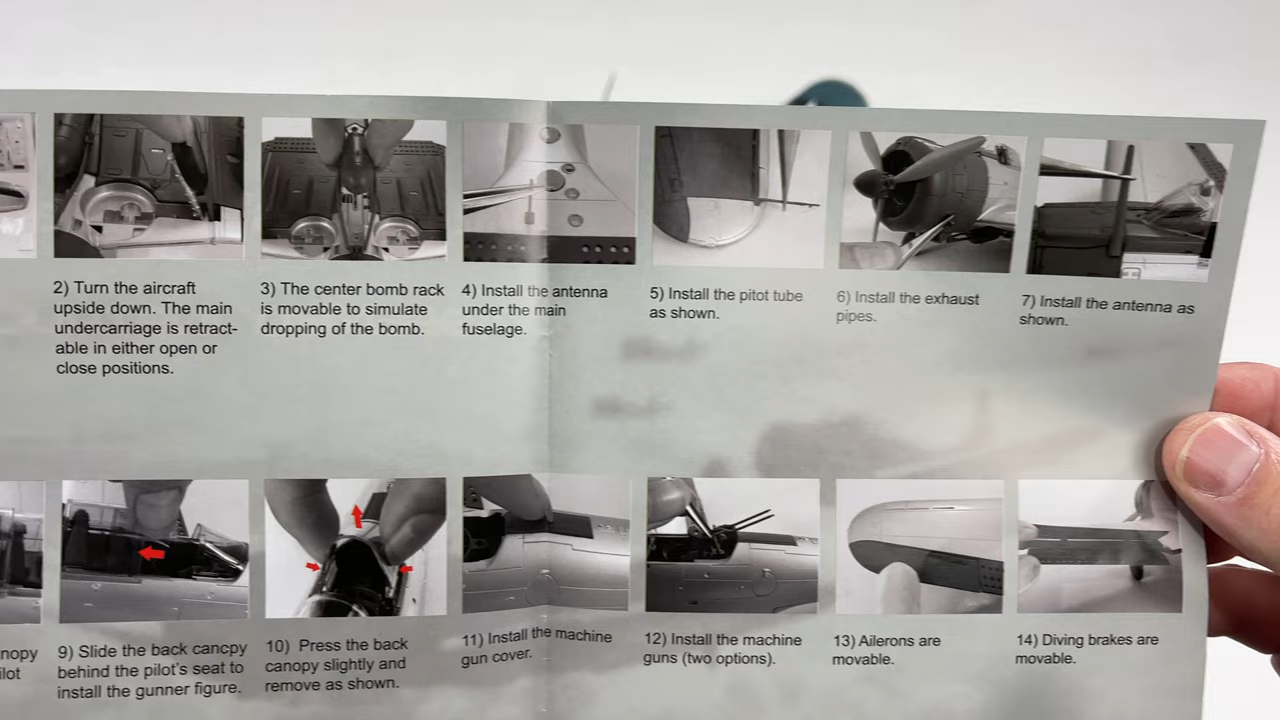 2) Turn the aircraft
upside down. The main
undercarriage is retract-
able in either open or
close positions.
3) The center bomb rack
is movable to simulate
dropping of the bomb.
4) Install the antenna
under the main
fuselage.
5) Install the pitot tube
as shown.
6) Install the exhaust
pipes.
7) Install the antenna as
shown.
nopy
ilot
9) Slide the back canpy
behind the pilot's seat to
install the gunner figure.
10) Press the back
canopy slightly and
remove as shown.
11) Install the machine
gun cover.
12) Install the machine
guns (two options).
13) Ailerons are
movable.
14) Diving brakes are
movable.